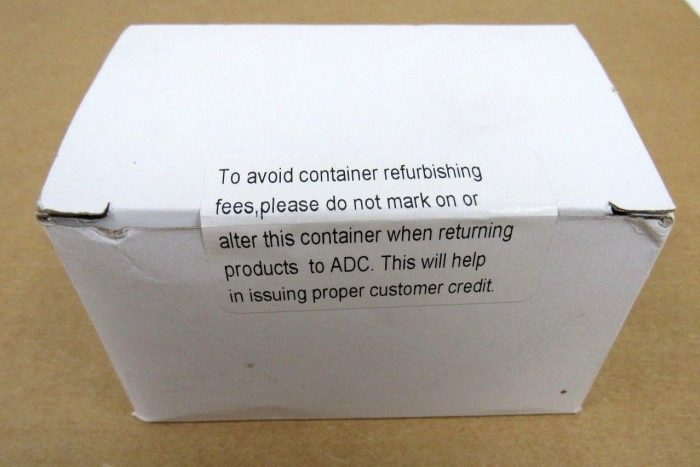 To avoid container refurbishing
fees,please do not mark on or
alter this container when returning
products  to ADC. This will help
in issuing proper customer credit.